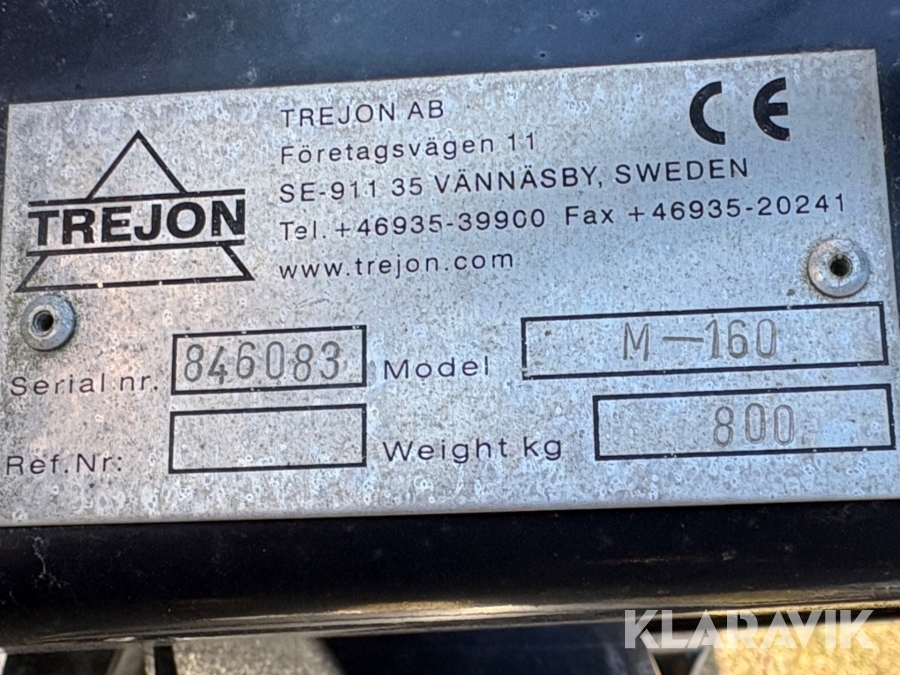 TREJON
TREJON AB
Företagsvägen 11
SE-911 35 VÄNNÄSBY, SWEDEN
Tel. +46935-39900 Fax +46935-20241
www.trejon.com
CE
Serial nr. 846083 Model M-160
Ref.Nr: Weight kg 800
KLARAVIK